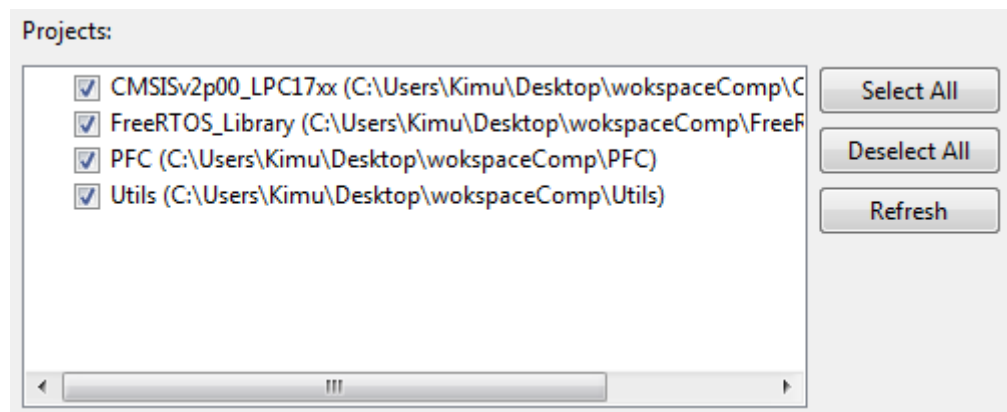 Projects:
CMSISv2p00_LPC17xx (C:\Users\Kimu\Desktop\wokspaceComp\C
FreeRTOS_Library (C:\Users\Kimu\Desktop\wokspaceComp\FreeR
PFC (C:\Users\Kimu\Desktop\wokspaceComp\PFC)
Utils (C:\Users\Kimu\Desktop\wokspaceComp\Utils)
Select All
Deselect All
Refresh